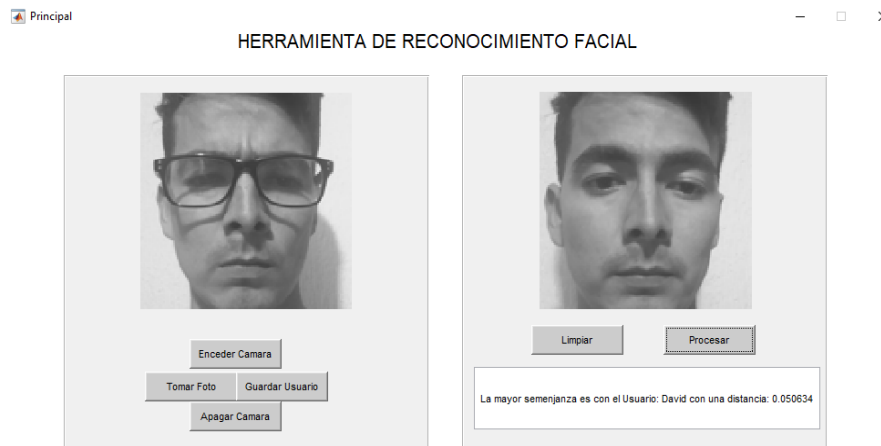 Principal
HERRAMIENTA DE RECONOCIMIENTO FACIAL
Enceder Camara
Tomar Foto
Guardar Usuario
Apagar Camara
Limpiar
Procesar
La mayor semenjanza es con el Usuario: David con una distancia: 0.050634